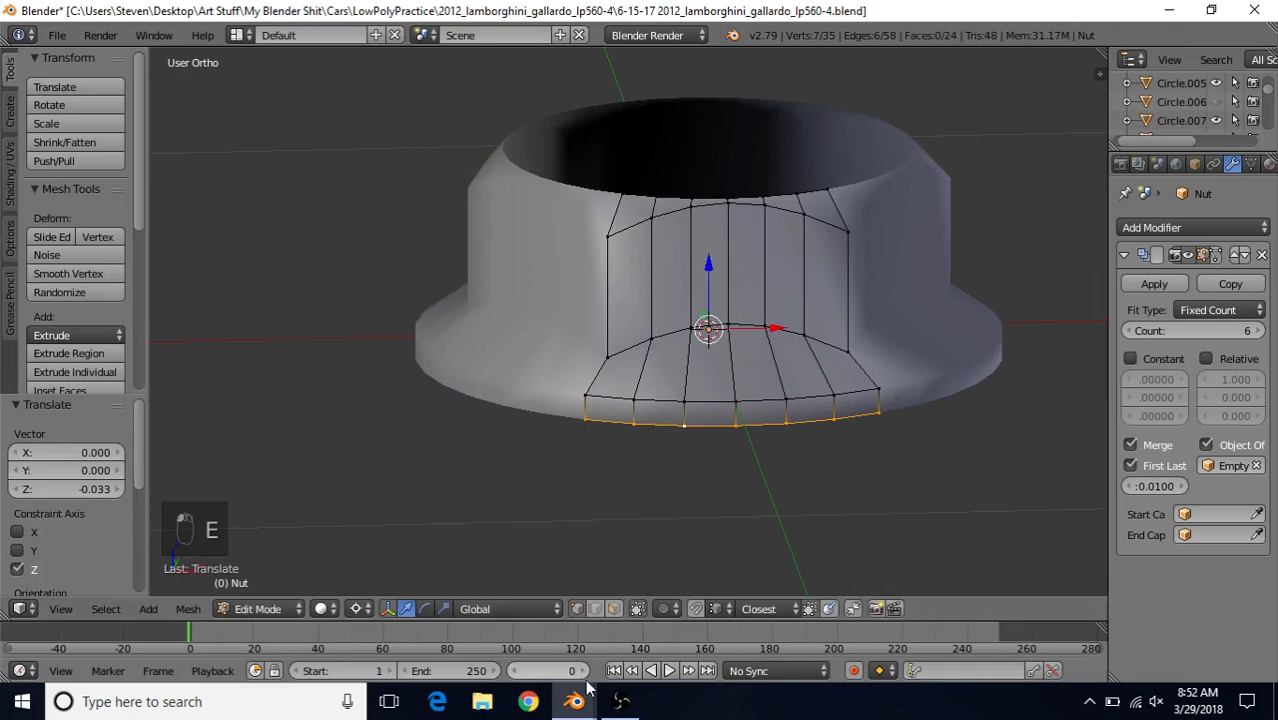 Blender* [C:\Users\Steven\Desktop\Art Stuff\My Blender Shit\Cars\LowPolyPractice\2012_lamborghini_gallardo_lp560-4\6-15-17 2012_lamborghini_gallardo_lp560-4.blend]
File Render Window Help Default Scene Blender Render v2.79 | Verts:7/35 | Edges:6/58 | Faces:0/24 | Tris:48 | Mem:31.17M | Nut
Tools
Create
Shading / UVs
Options
Grease Pencil
Transform
Translate
Rotate
Scale
Shrink/Fatten
Push/Pull
Mesh Tools
Deform:
Slide Ed Vertex
Noise
Smooth Vertex
Randomize
Add:
Extrude
Extrude Region
Extrude Individual
Inset Faces
Translate
Vector
X: 0.000
Y: 0.000
Z: -0.033
Constraint Axis
X
Y
Z
Orientation
User Ortho
E
Last: Translate
(0) Nut
View Search All Sc
Circle.005
Circle.006
Circle.007
Nut
Add Modifier
Apply Copy
Fit Type: Fixed Count
Count: 6
Constant Relative
.00000 1.000
.00000 0.000
.00000 0.000
Merge Object Of
First Last Empty
:0.0100
Start Ca
End Cap
View Select Add Mesh Edit Mode Global Closest
-40 -20 0 20 40 60 80 100 120 140 160 180 200 220 240 260 280
View Marker Frame Playback Start: 1 End: 250 0 No Sync
Type here to search
8:52 AM
3/29/2018